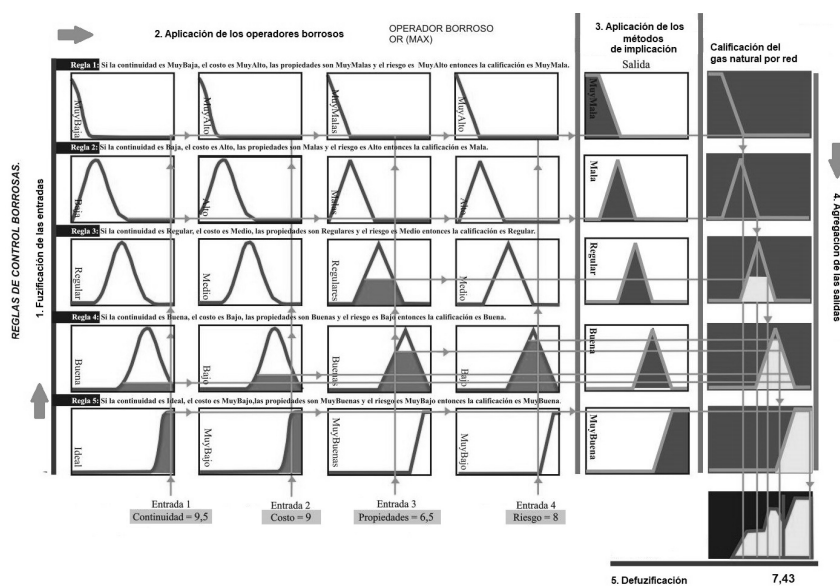 2. Aplicación de los operadores borrosos
OPERADOR BORROSO
OR (MAX)
3. Aplicación de los
métodos
de implicación
Calificación del
gas natural por red
Salida
REGLAS DE CONTROL BORROSAS.
1. Fuzificación de las entradas
4. Agregación de las salidas
Regla 1: Si la continuidad es MuyBaja, el costo es MuyAlto, las propiedades son MuyMalas y el riesgo es MuyAlto entonces la calificación es MuyMala.
MuyBaja
MuyAlto
MuyMalas
MuyAlto
MuyMala
Regla 2: Si la continuidad es Baja, el costo es Alto, las propiedades son Malas y el riesgo es Alto entonces la calificación es Mala.
Baja
Alto
Malas
Alto
Mala
Regla 3: Si la continuidad es Regular, el costo es Medio, las propiedades son Regulares y el riesgo es Medio entonces la calificación es Regular.
Regular
Medio
Regulares
Medio
Regular
Regla 4: Si la continuidad es Buena, el costo es Bajo, las propiedades son Buenas y el riesgo es Bajo entonces la calificación es Buena.
Buena
Bajo
Buenas
Bajo
Buena
Regla 5: Si la continuidad es Ideal, el costo es MuyBajo,las propiedades son MuyBuenas y el riesgo es MuyBajo entonces la calificación es MuyBuena.
Ideal
MuyBajo
MuyBuenas
MuyBajo
MuyBuena
Entrada 1
Continuidad = 9,5
Entrada 2
Costo = 9
Entrada 3
Propiedades = 6,5
Entrada 4
Riesgo = 8
5. Defuzificación
7,43